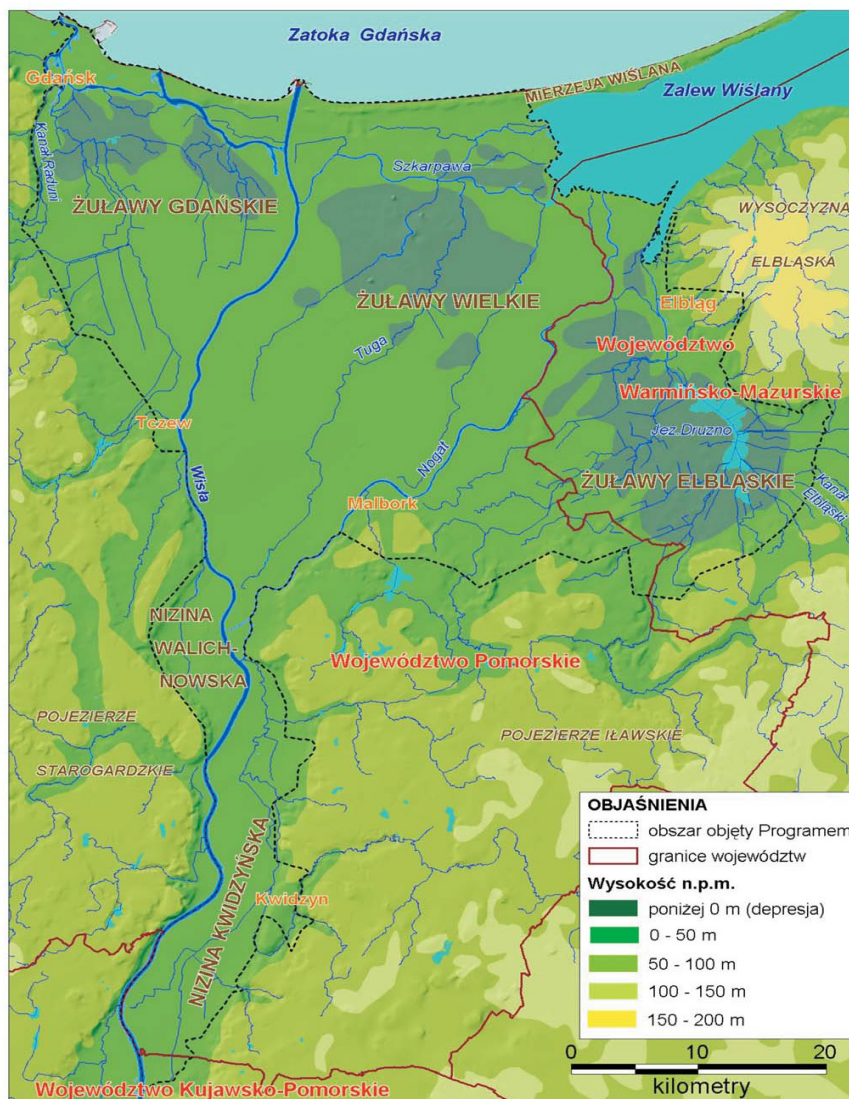 Zatoka Gdańska
MIERZEJA WIŚLANA
Zalew Wiślany
Gdańsk
Kanał Raduni
Szkarpawa
ŻUŁAWY GDAŃSKIE
WYSOCZYZNA
ELBLĄSKA
ŻUŁAWY WIELKIE
Elbląg
Tuga
Województwo
Warmińsko-Mazurskie
Tczew
Jez Druzno
Wisła
Nogat
ŻUŁAWY ELBLĄSKIE
Kanał
Elbląski
Malbork
NIZINA
WALICH-
NOWSKA
Województwo Pomorskie
POJEZIERZE
STAROGARDZKIE
POJEZIERZE IŁAWSKIE
NIZINA KWIDZYŃSKA
Kwidzyn
Województwo Kujawsko-Pomorskie
OBJAŚNIENIA
obszar objęty Programem
granice województw
Wysokość n.p.m.
poniżej 0 m (depresja)
0 - 50 m
50 - 100 m
100 - 150 m
150 - 200 m
0 10 20
kilometry